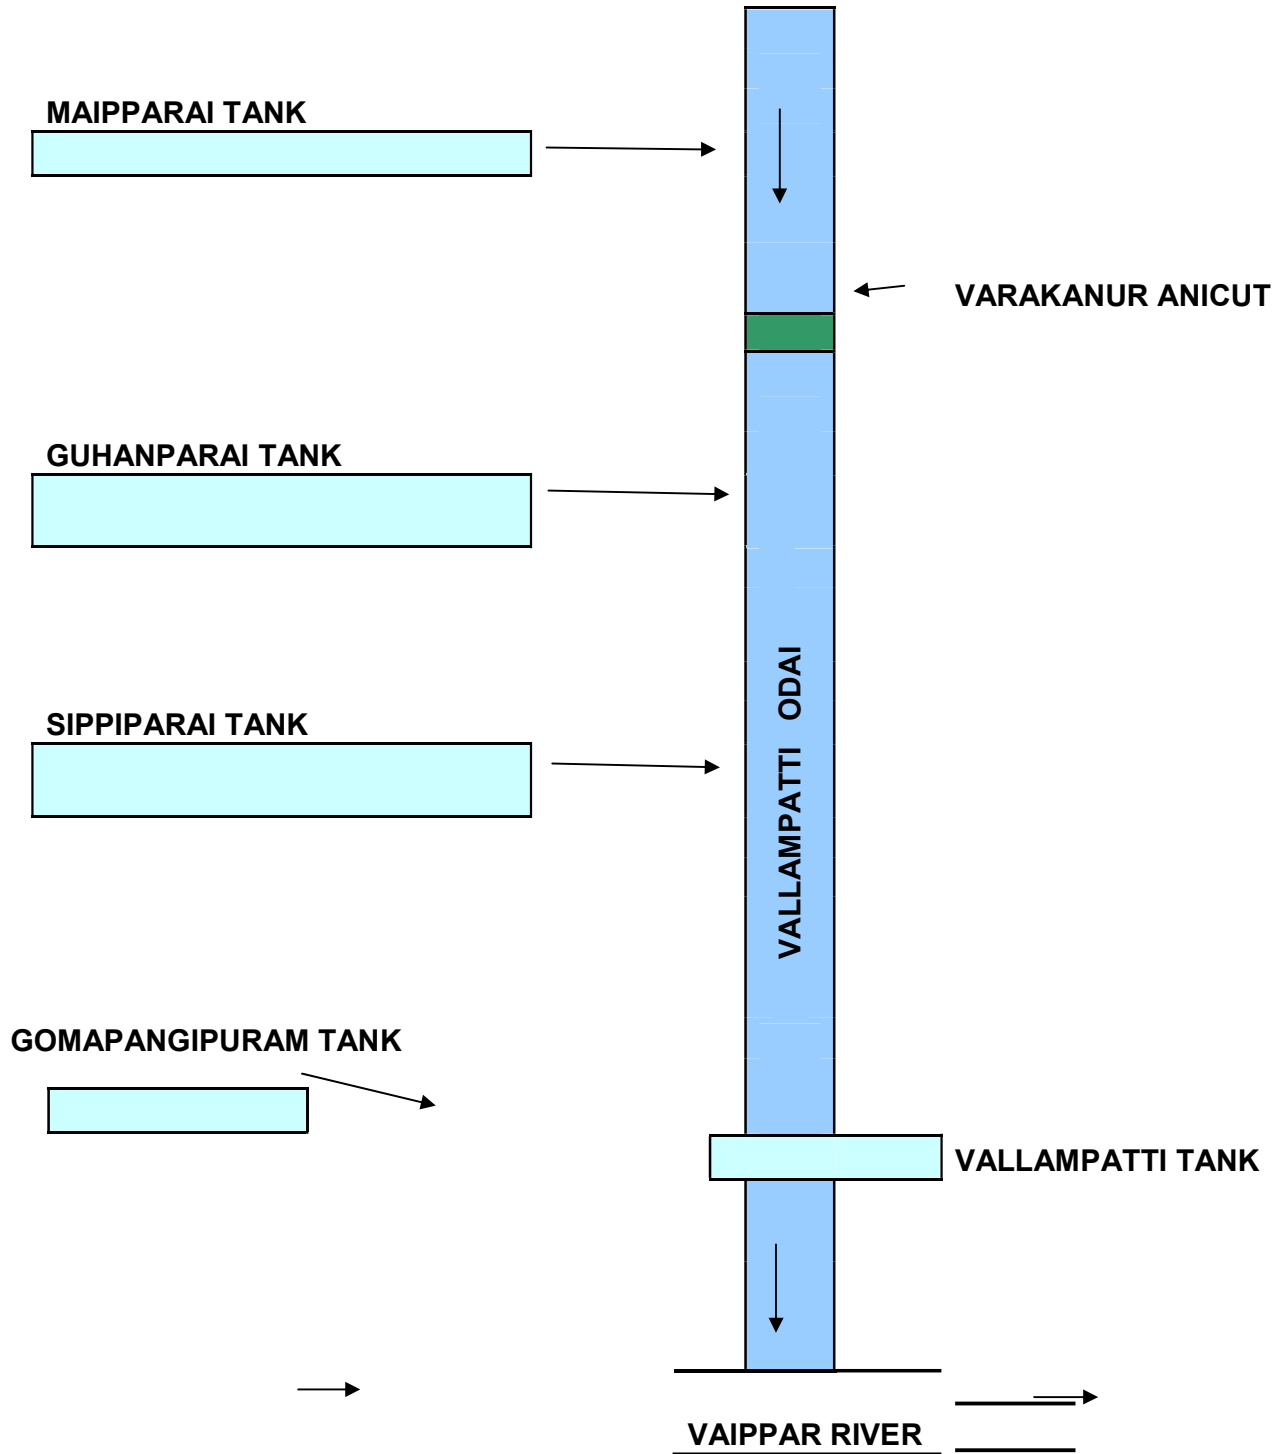 MAIPPARAI TANK
VARAKANUR ANICUT
GUHANPARAI TANK
SIPPIPARAI TANK
VALLAMPATTI ODAI
GOMAPANGIPURAM TANK
VALLAMPATTI TANK
VAIPPAR RIVER